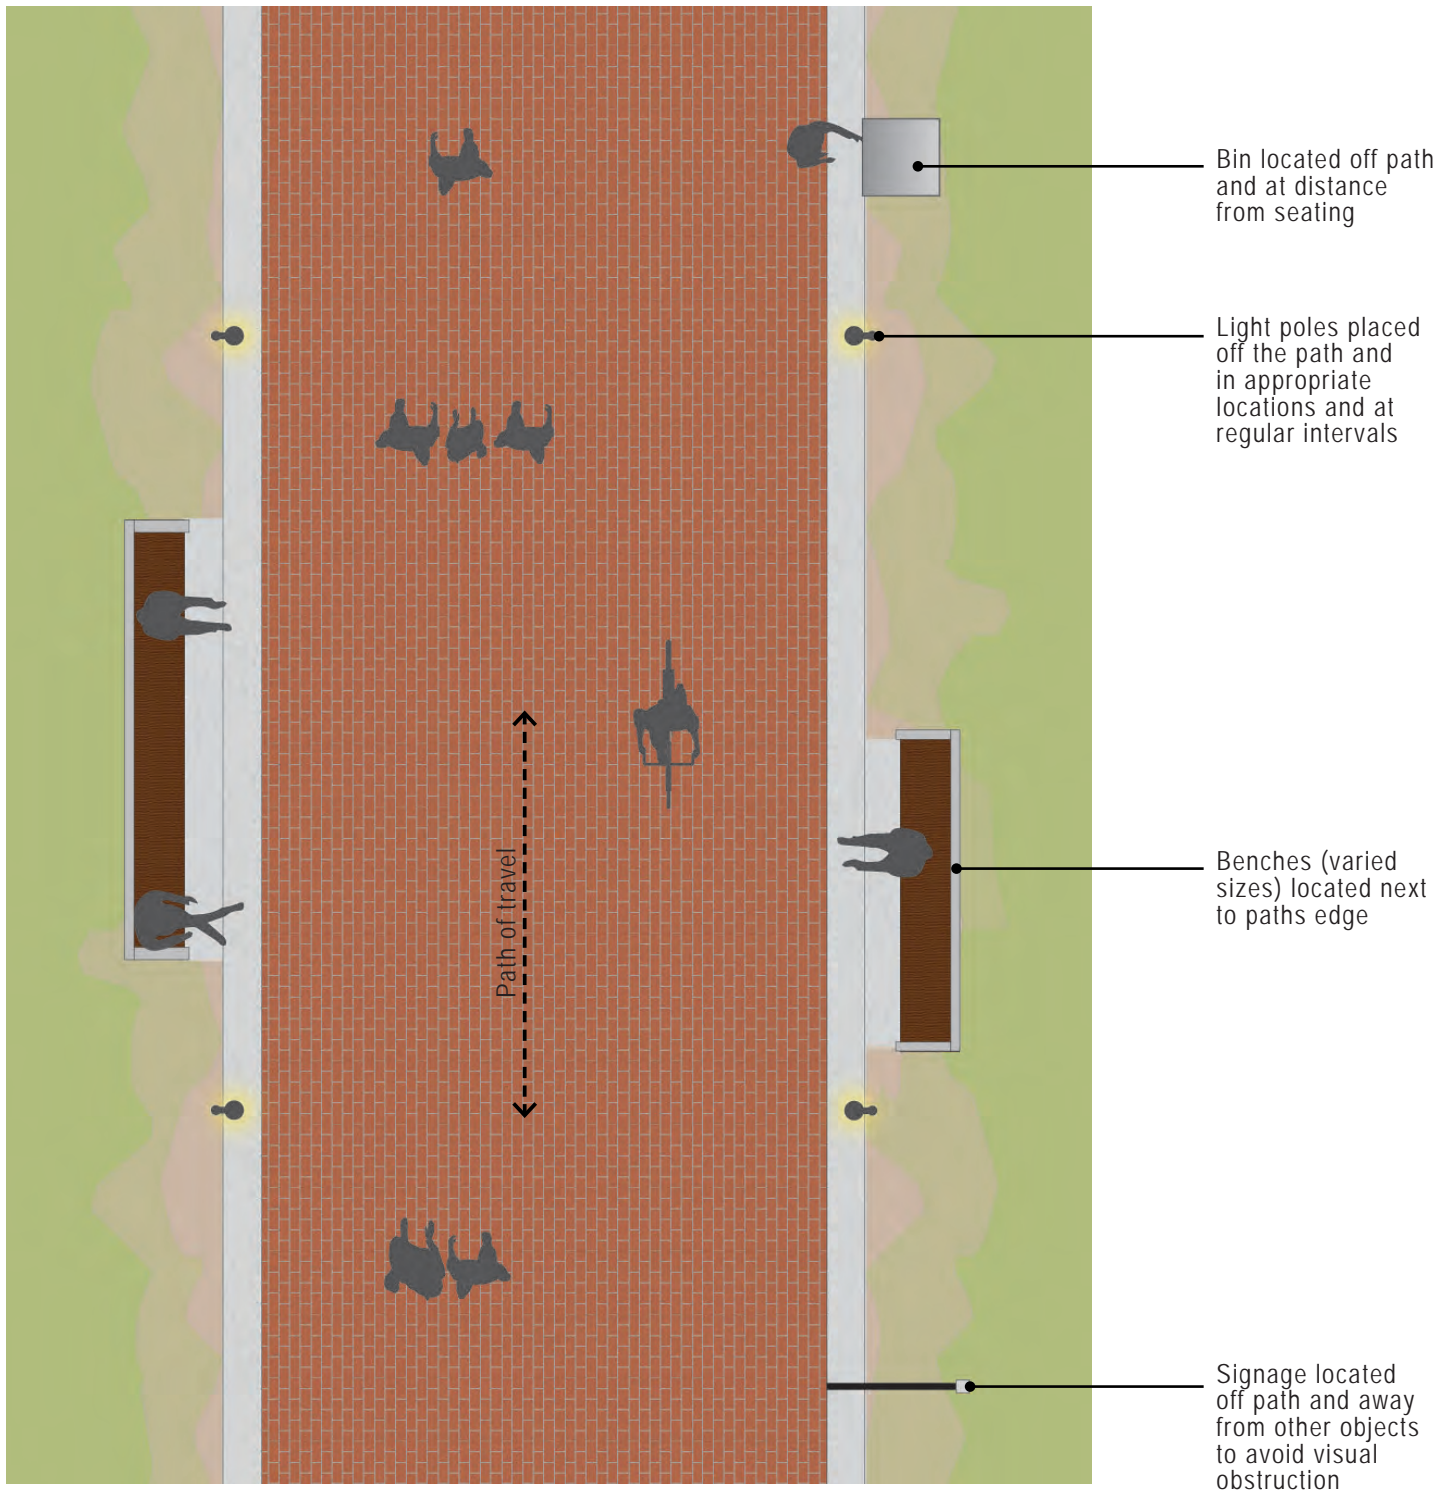 Bin located off path
and at distance
from seating
Light poles placed
off the path and
in appropriate
locations and at
regular intervals
Path of travel
Benches (varied
sizes) located next
to paths edge
Signage located
off path and away
from other objects
to avoid visual
obstruction